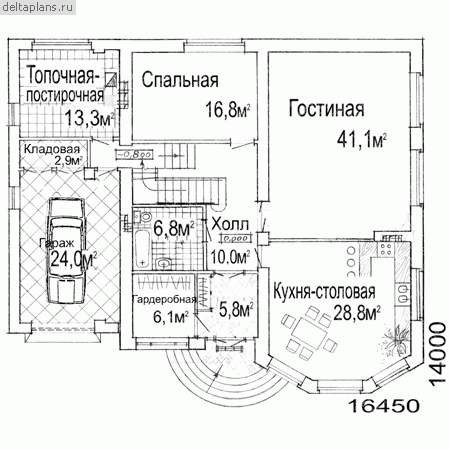 deltaplans.ru
Топочная-
постирочная
13,3м²
Спальная
16,8м²
Гостиная
41,1м²
Кладовая
2,9м²
-0,800
Гараж
24,0м²
6,8м²
Холл
0,000
10.0м²
Гардеробная
6,1м²
5,8м²
Кухня-столовая
28,8м²
14000
16450